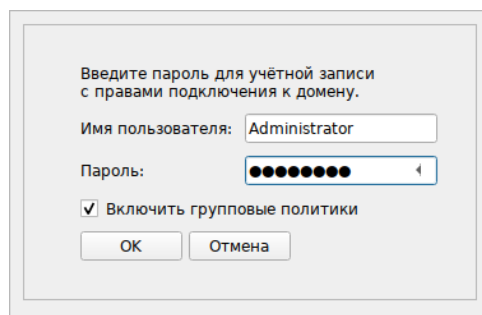 Введите пароль для учётной записи
с правами подключения к домену.
Имя пользователя: Administrator
Пароль: ●●●●●●●●
Включить групповые политики
OK Отмена